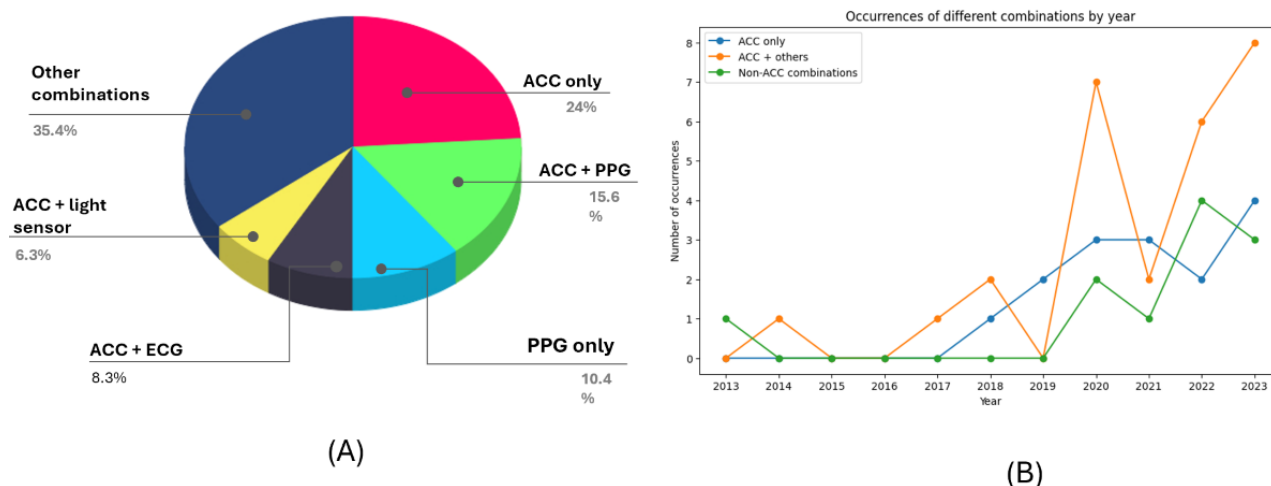 Other
combinations
35.4%
ACC only
24%
ACC + PPG
15.6
%
ACC + light
sensor
6.3%
ACC + ECG
8.3%
PPG only
10.4
%
(A)
Occurrences of different combinations by year
ACC only
ACC + others
Non-ACC combinations
Number of occurrences
8
7
6
5
4
3
2
1
0
2013 2014 2015 2016 2017 2018 2019 2020 2021 2022 2023
Year
(B)